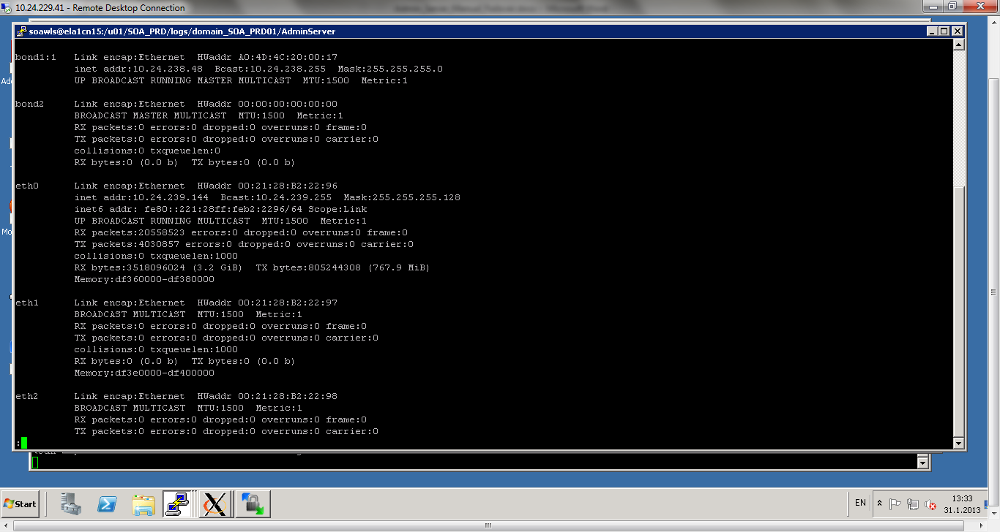 10.24.229.41 - Remote Desktop Connection
soawls@ela1cn15:/u01/SOA_PRD/logs/domain_SOA_PRD01/AdminServer
bond1:1 Link encap:Ethernet HWaddr A0:4D:4C:20:00:17
inet addr:10.24.238.48 Bcast:10.24.238.255 Mask:255.255.255.0
UP BROADCAST RUNNING MASTER MULTICAST MTU:1500 Metric:1
bond2 Link encap:Ethernet HWaddr 00:00:00:00:00:00
BROADCAST MASTER MULTICAST MTU:1500 Metric:1
RX packets:0 errors:0 dropped:0 overruns:0 frame:0
TX packets:0 errors:0 dropped:0 overruns:0 carrier:0
collisions:0 txqueuelen:0
RX bytes:0 (0.0 b) TX bytes:0 (0.0 b)
eth0 Link encap:Ethernet HWaddr 00:21:28:B2:22:96
inet addr:10.24.239.144 Bcast:10.24.239.255 Mask:255.255.255.128
inet6 addr: fe80::221:28ff:feb2:2296/64 Scope:Link
UP BROADCAST RUNNING MULTICAST MTU:1500 Metric:1
RX packets:20558523 errors:0 dropped:0 overruns:0 frame:0
TX packets:4030857 errors:0 dropped:0 overruns:0 carrier:0
collisions:0 txqueuelen:1000
RX bytes:3518096024 (3.2 GiB) TX bytes:805244308 (767.9 MiB)
Memory:df360000-df380000
eth1 Link encap:Ethernet HWaddr 00:21:28:B2:22:97
BROADCAST MULTICAST MTU:1500 Metric:1
RX packets:0 errors:0 dropped:0 overruns:0 frame:0
TX packets:0 errors:0 dropped:0 overruns:0 carrier:0
collisions:0 txqueuelen:1000
RX bytes:0 (0.0 b) TX bytes:0 (0.0 b)
Memory:df3e0000-df400000
eth2 Link encap:Ethernet HWaddr 00:21:28:B2:22:98
BROADCAST MULTICAST MTU:1500 Metric:1
RX packets:0 errors:0 dropped:0 overruns:0 frame:0
TX packets:0 errors:0 dropped:0 overruns:0 carrier:0
:
Start
EN
13:33
31.1.2013